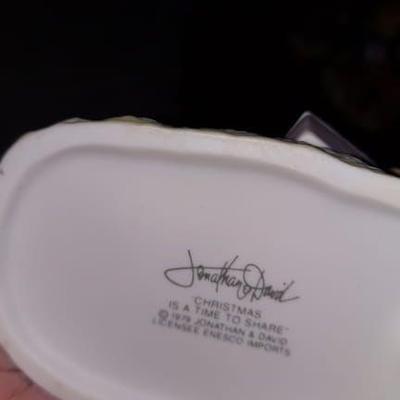 Jonathan & David
"CHRISTMAS
IS A TIME TO SHARE"
© 1979 JONATHAN & DAVID
LICENSEE ENESCO IMPORTS